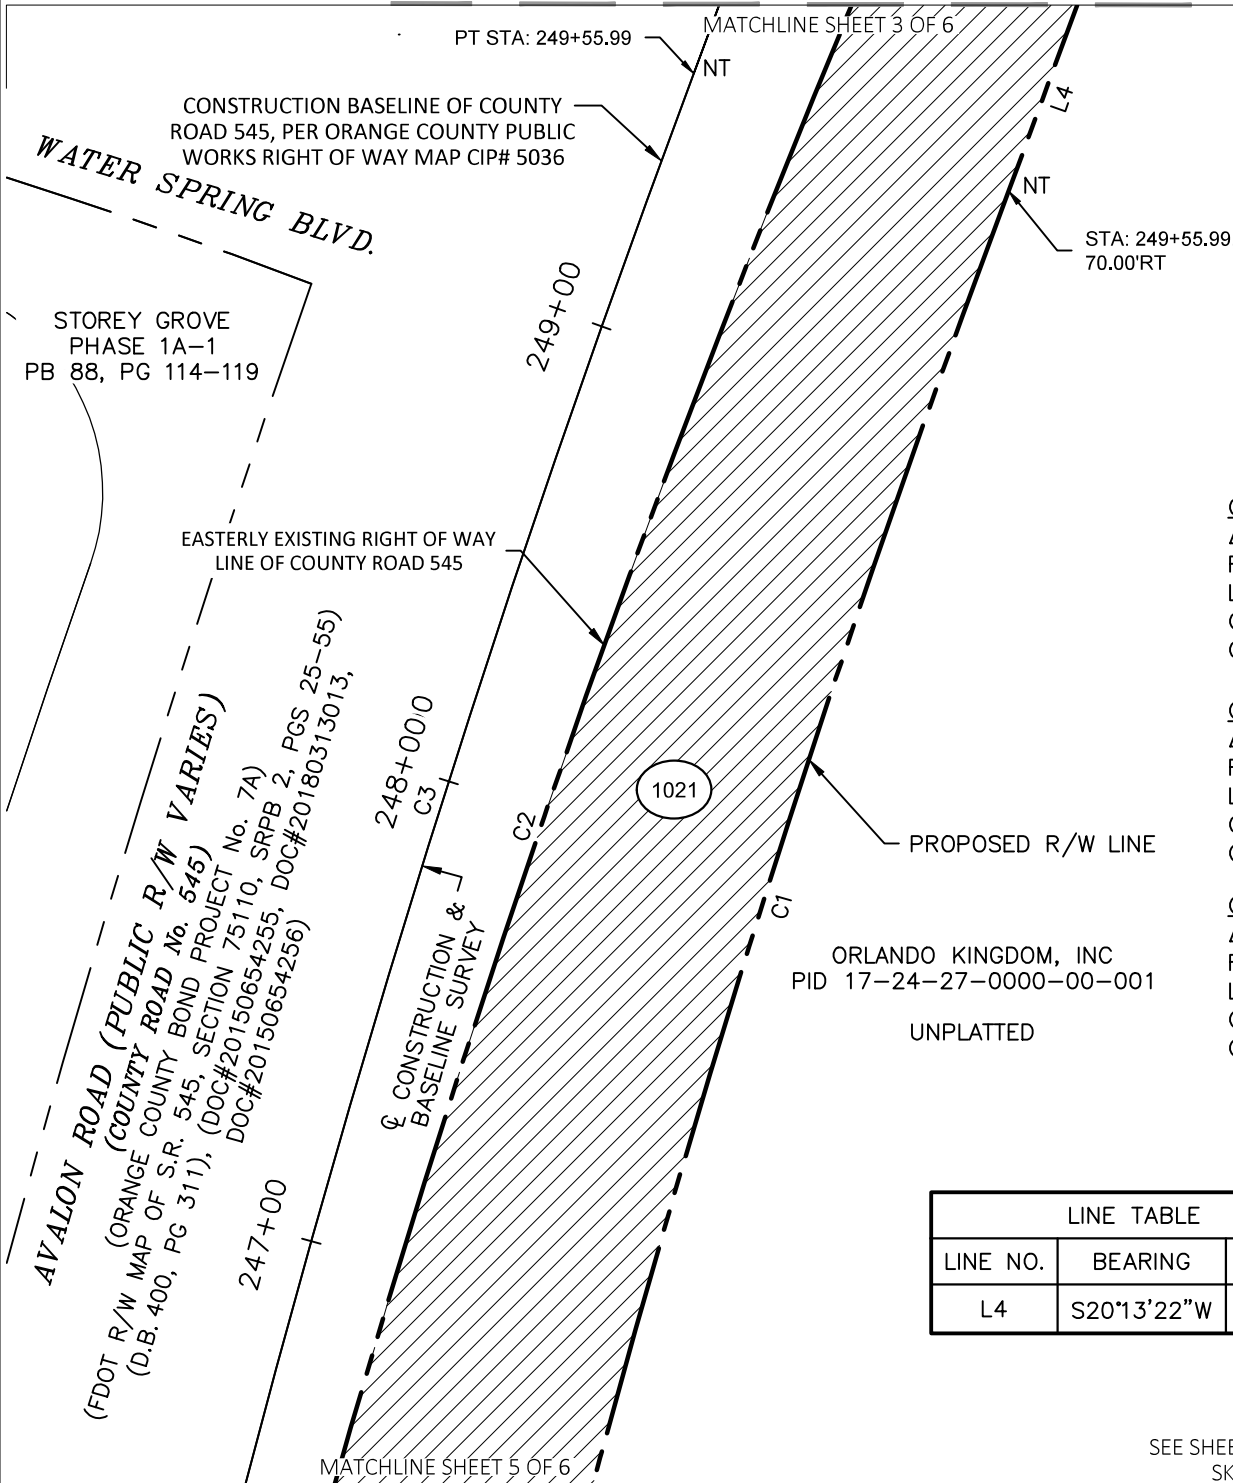 MATCHLINE SHEET 3 OF 6
PT STA: 249+55.99
NT
CONSTRUCTION BASELINE OF COUNTY
ROAD 545, PER ORANGE COUNTY PUBLIC
WORKS RIGHT OF WAY MAP CIP# 5036
L4
WATER SPRING BLVD.
NT
STA: 249+55.99
70.00'RT
249+00
STOREY GROVE
PHASE 1A-1
PB 88, PG 114-119
EASTERLY EXISTING RIGHT OF WAY
LINE OF COUNTY ROAD 545
248+00
C3
C2
1021
PROPOSED R/W LINE
C1
AVALON ROAD (PUBLIC R/W VARIES)
(COUNTY ROAD No. 545)
(ORANGE COUNTY BOND PROJECT No. 7A)
(FDOT R/W MAP OF S.R. 545, SECTION 75110, SRPB 2, PGS 25-55)
(D.B. 400, PG 311), (DOC#20150654255, DOC#20180313013,
DOC#20150654256)
℄ CONSTRUCTION &
BASELINE SURVEY
ORLANDO KINGDOM, INC
PID 17-24-27-0000-00-001
UNPLATTED
247+00
LINE TABLE
LINE NO. BEARING
L4 S20°13'22"W
MATCHLINE SHEET 5 OF 6
SEE SHEE
SK